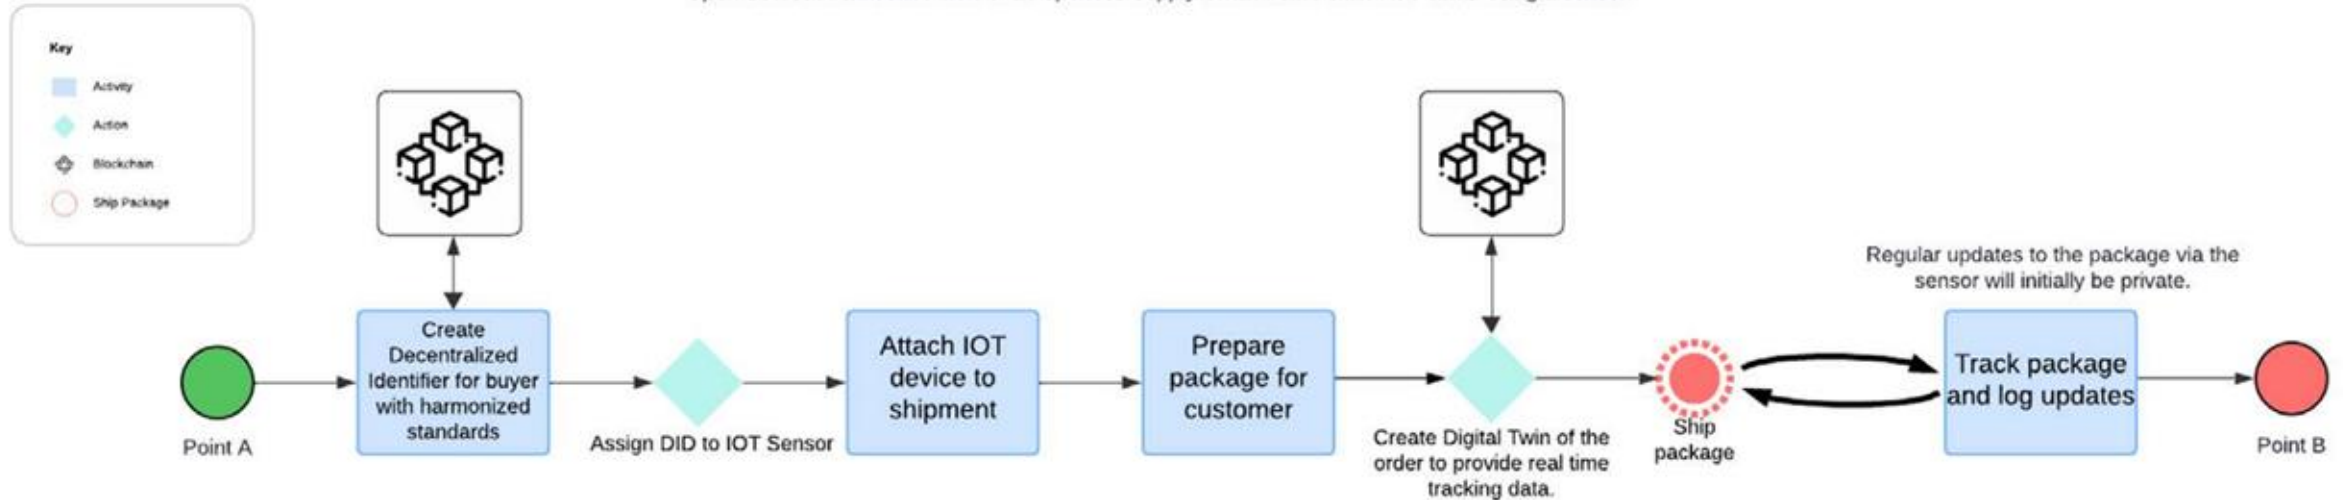 Key
Activity
Action
Blockchain
Ship Package
Create
Decentralized
Identifier for buyer
with harmonized
standards
Attach IOT
device to
shipment
Prepare
package for
customer
Regular updates to the package via the
sensor will initially be private.
Track package
and log updates
Point A
Assign DID to IOT Sensor
Create Digital Twin of the
order to provide real time
tracking data.
Ship
package
Point B